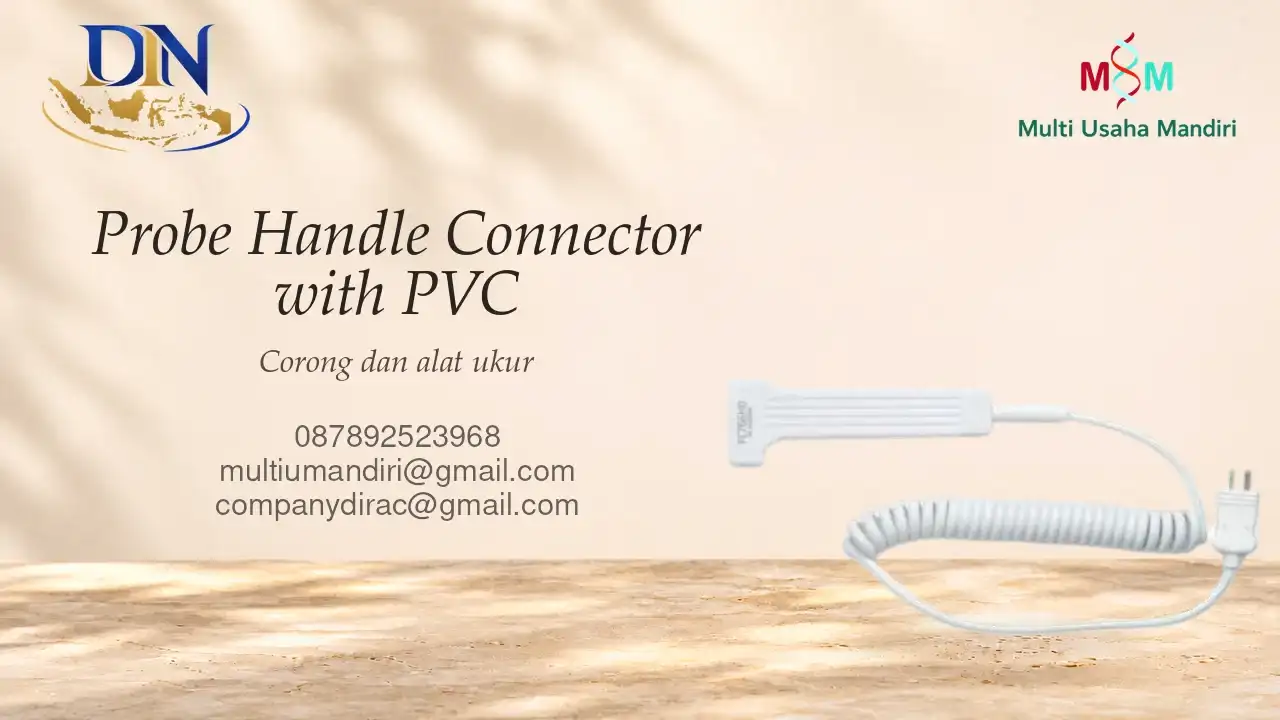 DIN
M M
Multi Usaha Mandiri
Probe Handle Connector
with PVC
Corong dan alat ukur
087892523968
multiumandiri@gmail.com
companydirac@gmail.com